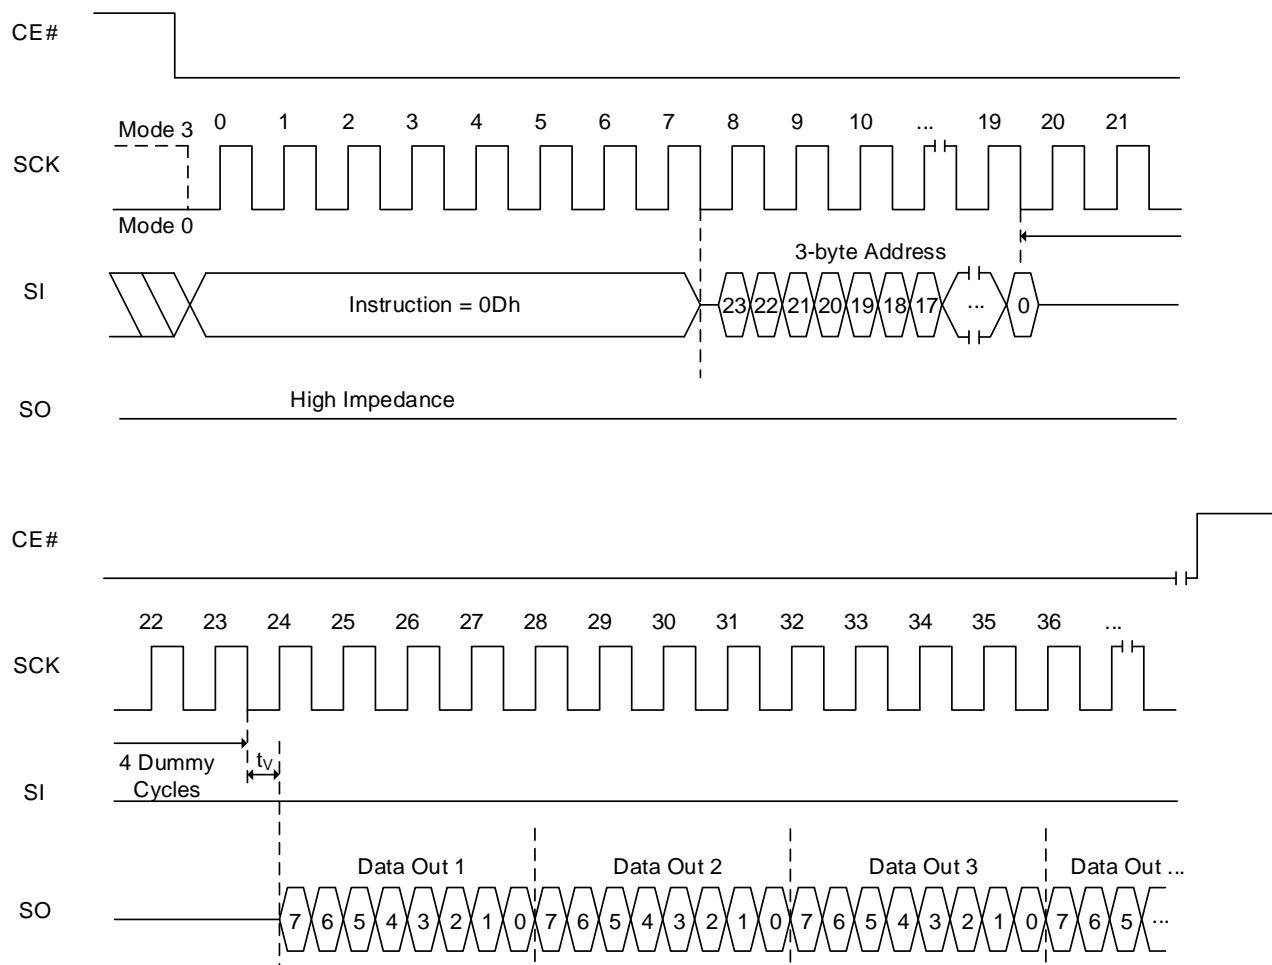 CE#
Mode 3
0 1 2 3 4 5 6 7 8 9 10 ... 19 20 21
SCK
Mode 0
3-byte Address
SI
Instruction = 0Dh
23 22 21 20 19 18 17 ... 0
High Impedance
SO
CE#
22 23 24 25 26 27 28 29 30 31 32 33 34 35 36 ...
SCK
4 Dummy
Cycles
tV
SI
Data Out 1 Data Out 2 Data Out 3 Data Out ...
SO
7 6 5 4 3 2 1 0 7 6 5 4 3 2 1 0 7 6 5 4 3 2 1 0 7 6 5 ...